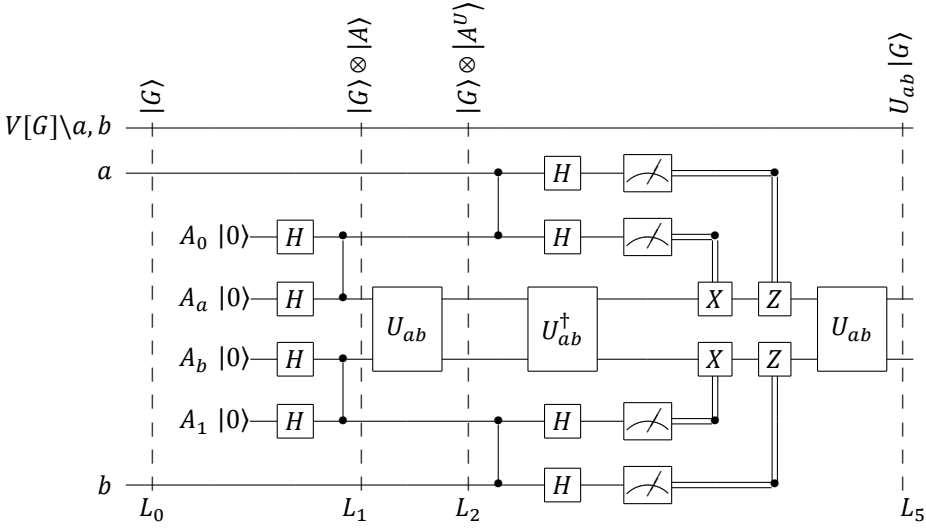 |G⟩ |G⟩ ⊗ |A⟩ |G⟩ ⊗ |A^U⟩ U_ab |G⟩
V[G]\a, b
a H
A_0 |0⟩ H H
A_a |0⟩ H U_ab U_ab^† X Z U_ab
A_b |0⟩ H X Z
A_1 |0⟩ H H
b H
L_0 L_1 L_2 L_5